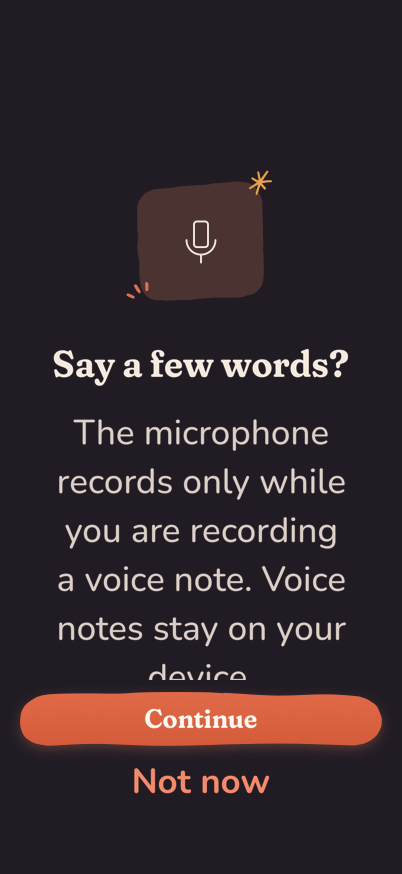 Say a few words?
The microphone
records only while
you are recording
a voice note. Voice
notes stay on your
device
Continue
Not now